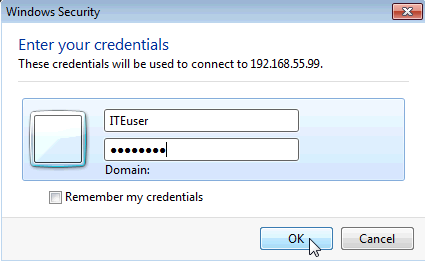 Windows Security
Enter your credentials
These credentials will be used to connect to 192.168.55.99.
ITEuser
●●●●●●●●
Domain:
Remember my credentials
OK
Cancel